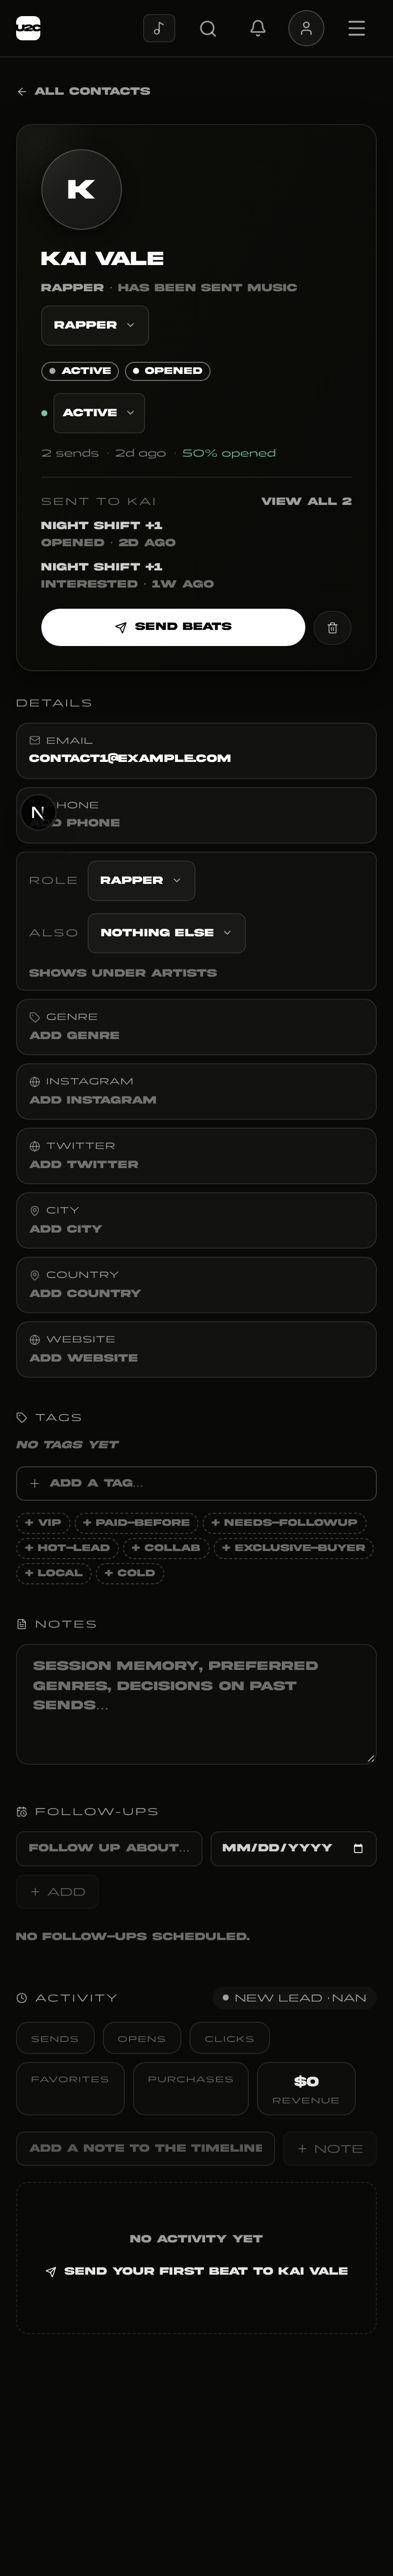 U2C
ALL CONTACTS
K
KAI VALE
RAPPER · HAS BEEN SENT MUSIC
RAPPER
ACTIVE OPENED
ACTIVE
2 sends · 2d ago · 50% opened
SENT TO KAI VIEW ALL 2
NIGHT SHIFT +1
OPENED · 2D AGO
NIGHT SHIFT +1
INTERESTED · 1W AGO
SEND BEATS
DETAILS
EMAIL
CONTACT1@EXAMPLE.COM
N
PHONE
PHONE
ROLE RAPPER
ALSO NOTHING ELSE
SHOWS UNDER ARTISTS
GENRE
ADD GENRE
INSTAGRAM
ADD INSTAGRAM
TWITTER
ADD TWITTER
CITY
ADD CITY
COUNTRY
ADD COUNTRY
WEBSITE
ADD WEBSITE
TAGS
NO TAGS YET
+ ADD A TAG...
+ VIP + PAID-BEFORE + NEEDS-FOLLOWUP
+ HOT-LEAD + COLLAB + EXCLUSIVE-BUYER
+ LOCAL + COLD
NOTES
SESSION MEMORY, PREFERRED
GENRES, DECISIONS ON PAST
SENDS...
FOLLOW-UPS
FOLLOW UP ABOUT... MM/DD/YYYY
+ ADD
NO FOLLOW-UPS SCHEDULED.
ACTIVITY NEW LEAD · NAN
SENDS OPENS CLICKS
FAVORITES PURCHASES $0
REVENUE
ADD A NOTE TO THE TIMELINE + NOTE
NO ACTIVITY YET
SEND YOUR FIRST BEAT TO KAI VALE